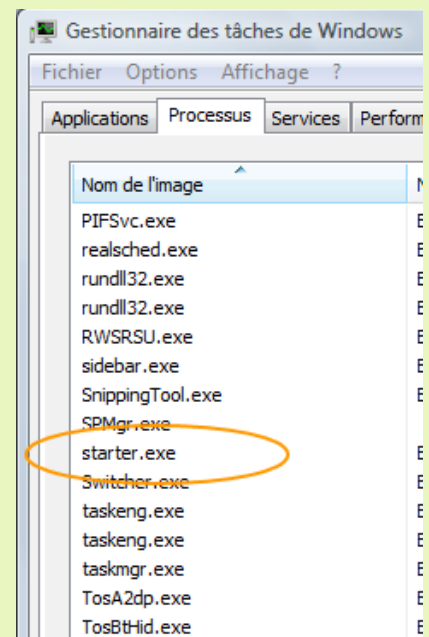 Gestionnaire des tâches de Windows
Fichier Options Affichage ?
Applications Processus Services Perform
Nom de l'image
PIFSvc.exe E
realsched.exe E
rundll32.exe E
rundll32.exe E
RWSRSU.exe E
sidebar.exe E
SnippingTool.exe E
SPMgr.exe
starter.exe E
Switcher.exe E
taskeng.exe E
taskeng.exe E
taskmgr.exe E
TosA2dp.exe E
TosBtHid.exe E